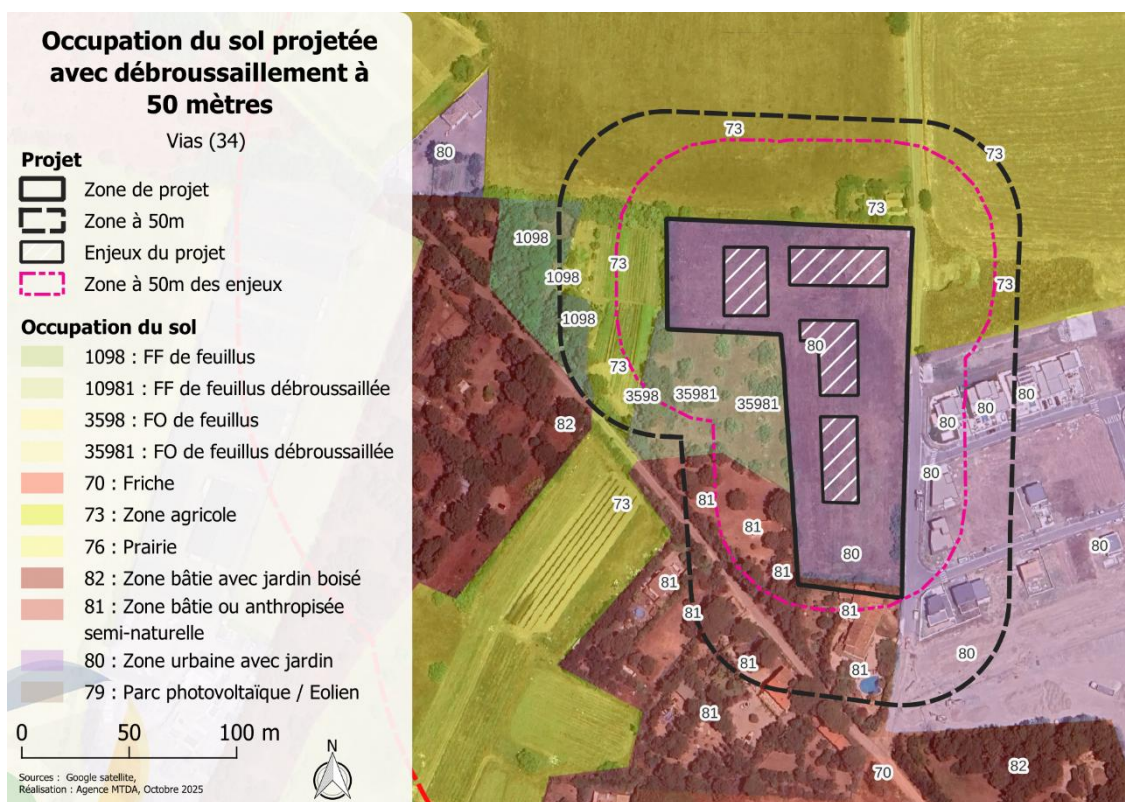 Occupation du sol projetée
avec débroussaillement à
50 mètres
Vias (34)
Projet
Zone de projet
Zone à 50m
Enjeux du projet
Zone à 50m des enjeux
Occupation du sol
1098 : FF de feuillus
10981 : FF de feuillus débroussaillée
3598 : FO de feuillus
35981 : FO de feuillus débroussaillée
70 : Friche
73 : Zone agricole
76 : Prairie
82 : Zone bâtie avec jardin boisé
81 : Zone bâtie ou anthropisée
semi-naturelle
80 : Zone urbaine avec jardin
79 : Parc photovoltaïque / Eolien
0 50 100 m
N
Sources : Google satellite,
Réalisation : Agence MTDA, Octobre 2025
73
80
73
73
1098
73
1098
73
1098
80
73
3598
35981
35981
80
80
80
82
80
73
81
81
80
80
81
81
81
81
81
80
81
81
70
82